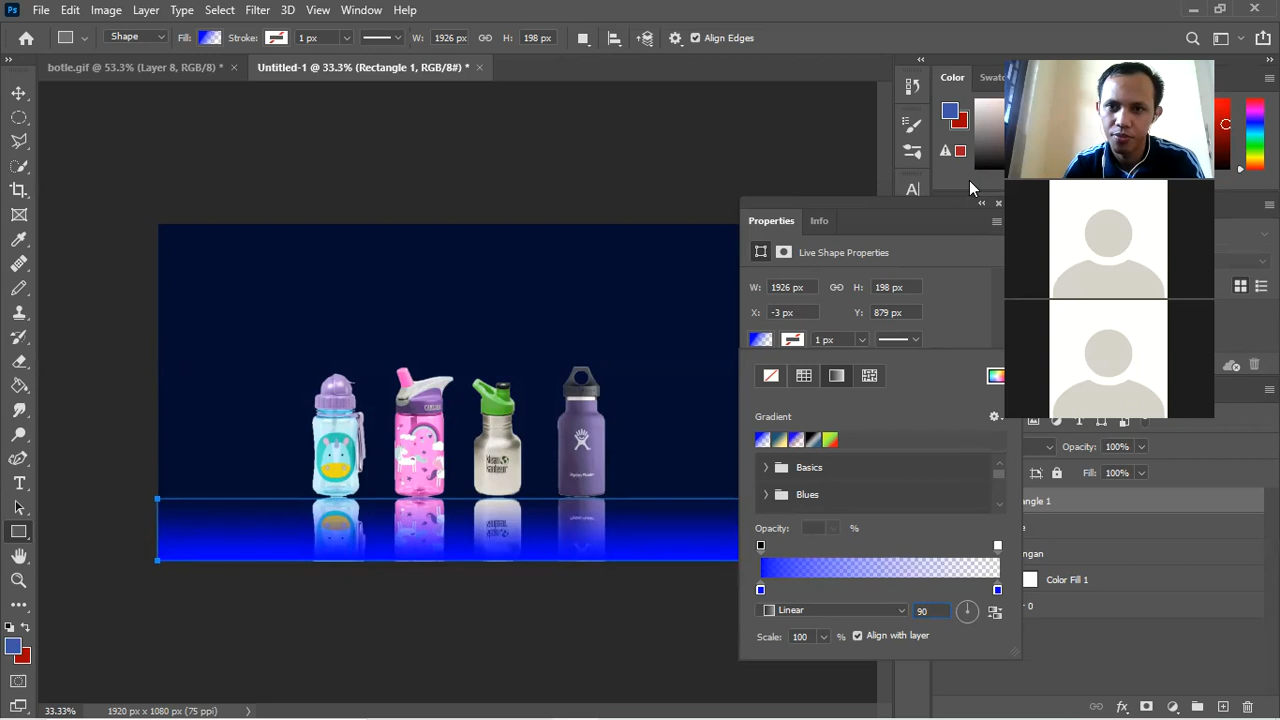 Ps File Edit Image Layer Type Select Filter 3D View Window Help
Shape Fill: Stroke: 1 px W: 1926 px H: 198 px Align Edges
botle.gif @ 53.3% (Layer 8, RGB/8) * × Untitled-1 @ 33.3% (Rectangle 1, RGB/8#) * ×
Color
Properties Info
Live Shape Properties
W: 1926 px H: 198 px
X: -3 px Y: 879 px
1 px
Gradient
Basics
Blues
Opacity: %
Linear 90
Scale: 100 % Align with layer
Opacity: 100%
Fill: 100%
angle 1
e
ngan
Color Fill 1
r 0
33.33% 1920 px x 1080 px (75 ppi)